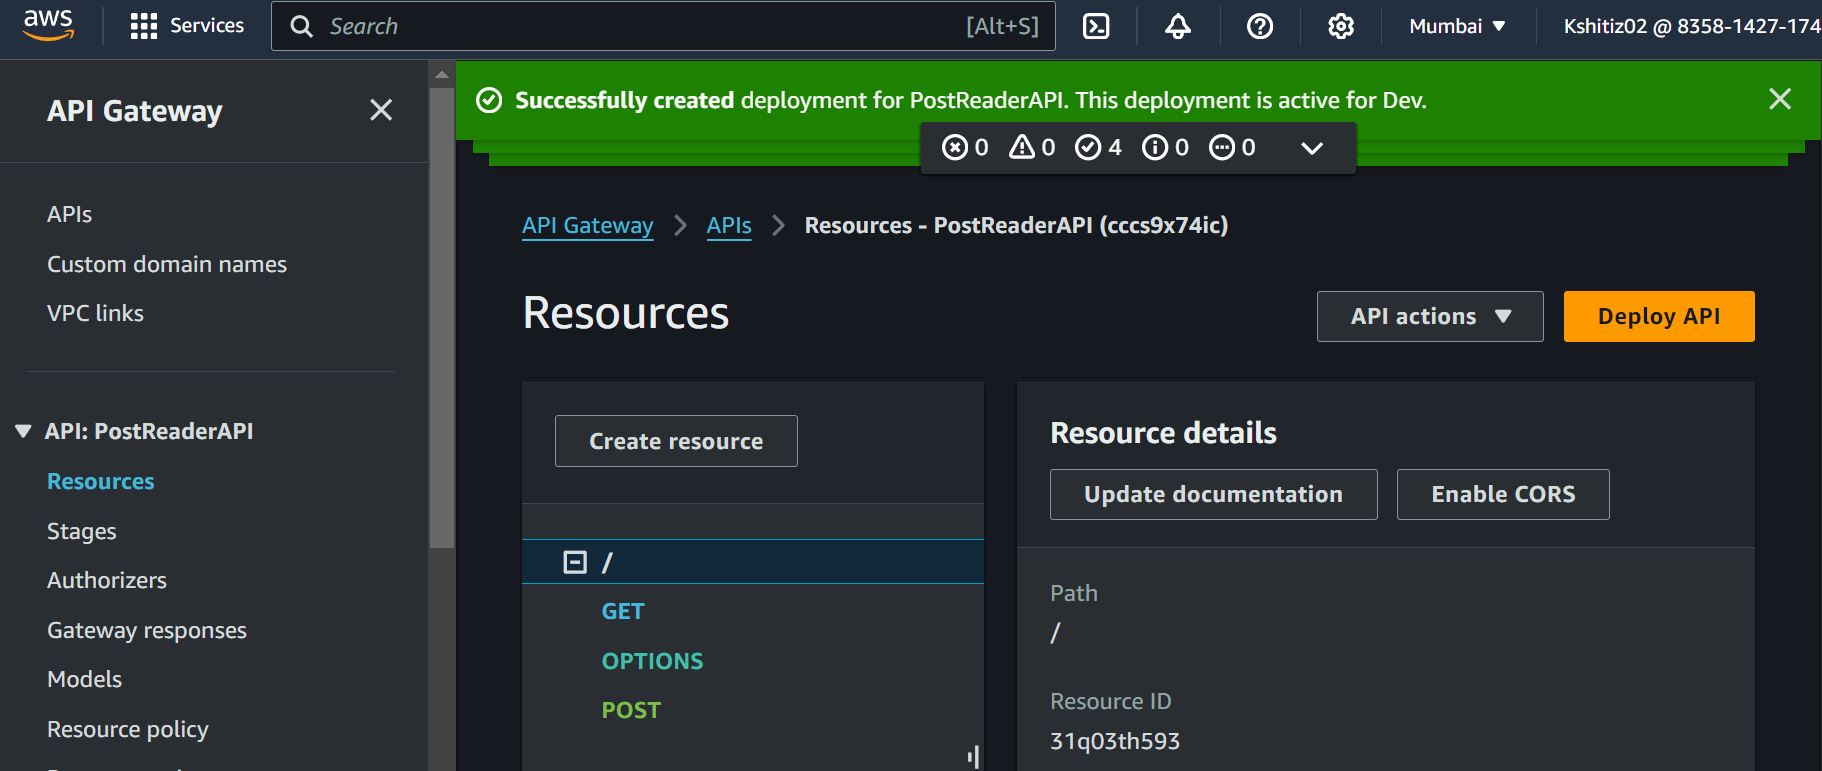 aws
Services
Search
[Alt+S]
Mumbai
Kshitiz02 @ 8358-1427-174
API Gateway
Successfully created deployment for PostReaderAPI. This deployment is active for Dev.
0 0 4 0 0
APIs
Custom domain names
VPC links
API: PostReaderAPI
Resources
Stages
Authorizers
Gateway responses
Models
Resource policy
API Gateway > APIs > Resources - PostReaderAPI (cccs9x74ic)
Resources
API actions
Deploy API
Create resource
/
GET
OPTIONS
POST
Resource details
Update documentation
Enable CORS
Path
/
Resource ID
31q03th593